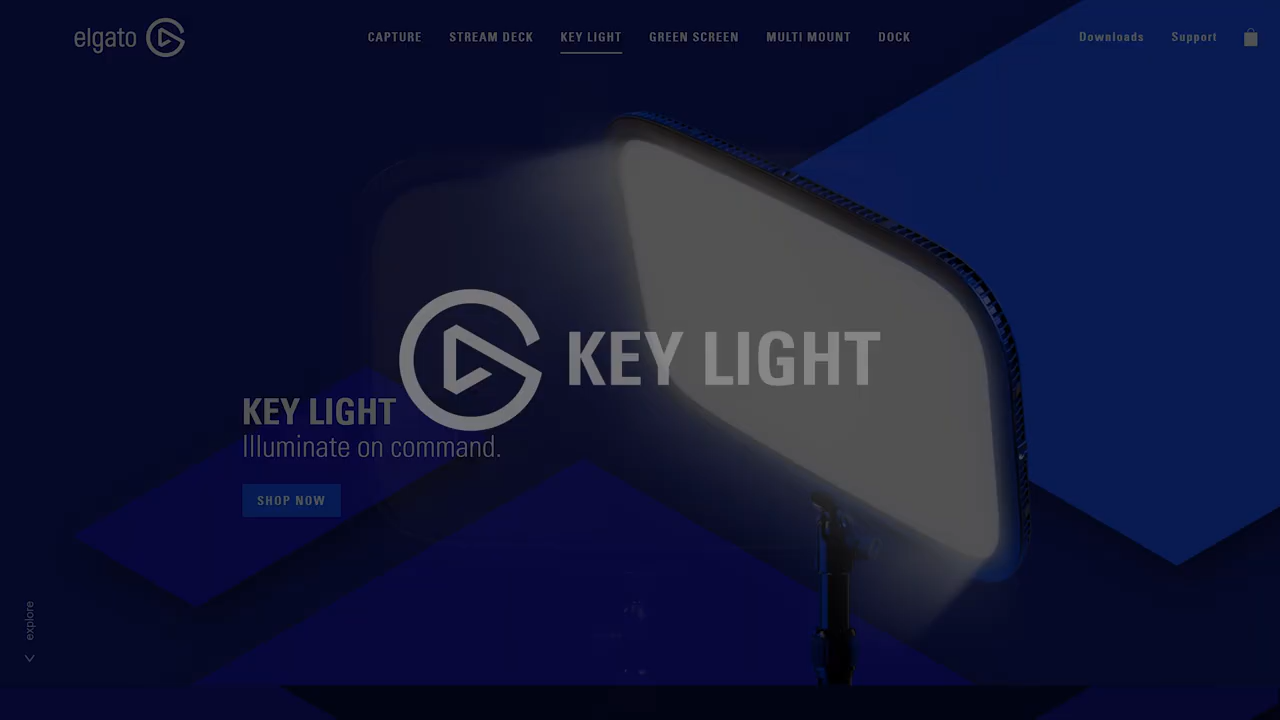 elgato
CAPTURE STREAM DECK KEY LIGHT GREEN SCREEN MULTI MOUNT DOCK
Downloads Support
KEY LIGHT
KEY LIGHT
Illuminate on command.
SHOP NOW
explore